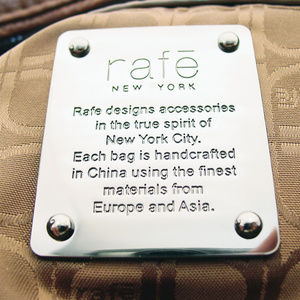 rafē
NEW YORK
Rafe designs accessories
in the true spirit of
New York City.
Each bag is handcrafted
in China using the finest
materials from
Europe and Asia.
rafē